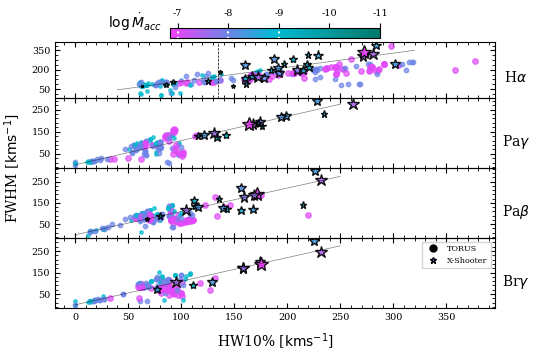 log Ṁacc
-7 -8 -9 -10 -11
350
200
50
Hα
250
150
50
Paγ
250
150
50
Paβ
TORUS
X-Shooter
250
150
50
Brγ
FWHM [kms⁻¹]
0 50 100 150 200 250 300 350
HW10% [kms⁻¹]